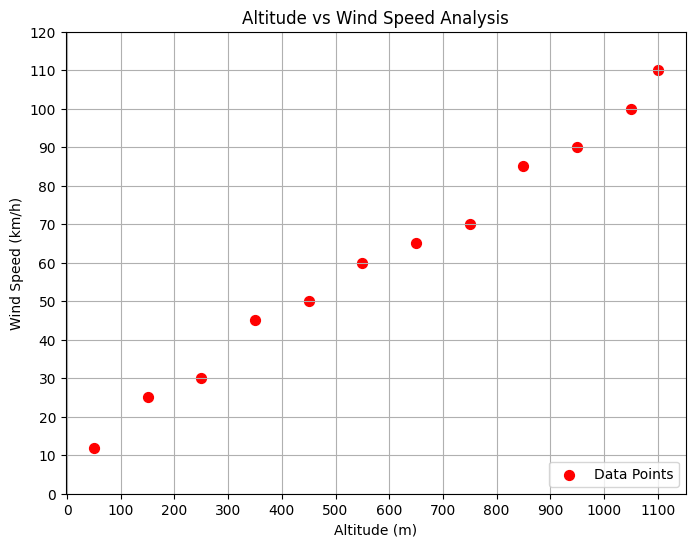 Altitude vs Wind Speed Analysis
120
110
100
90
80
70
60
50
40
30
20
10
0
Wind Speed (km/h)
Data Points
0 100 200 300 400 500 600 700 800 900 1000 1100
Altitude (m)